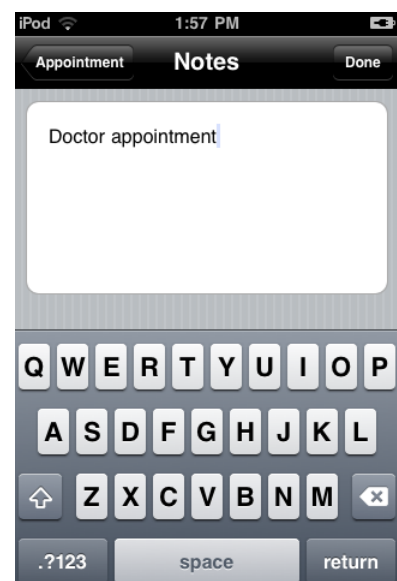 iPod 1:57 PM
Appointment Notes Done
Doctor appointment
Q W E R T Y U I O P
A S D F G H J K L
Z X C V B N M
.?123 space return